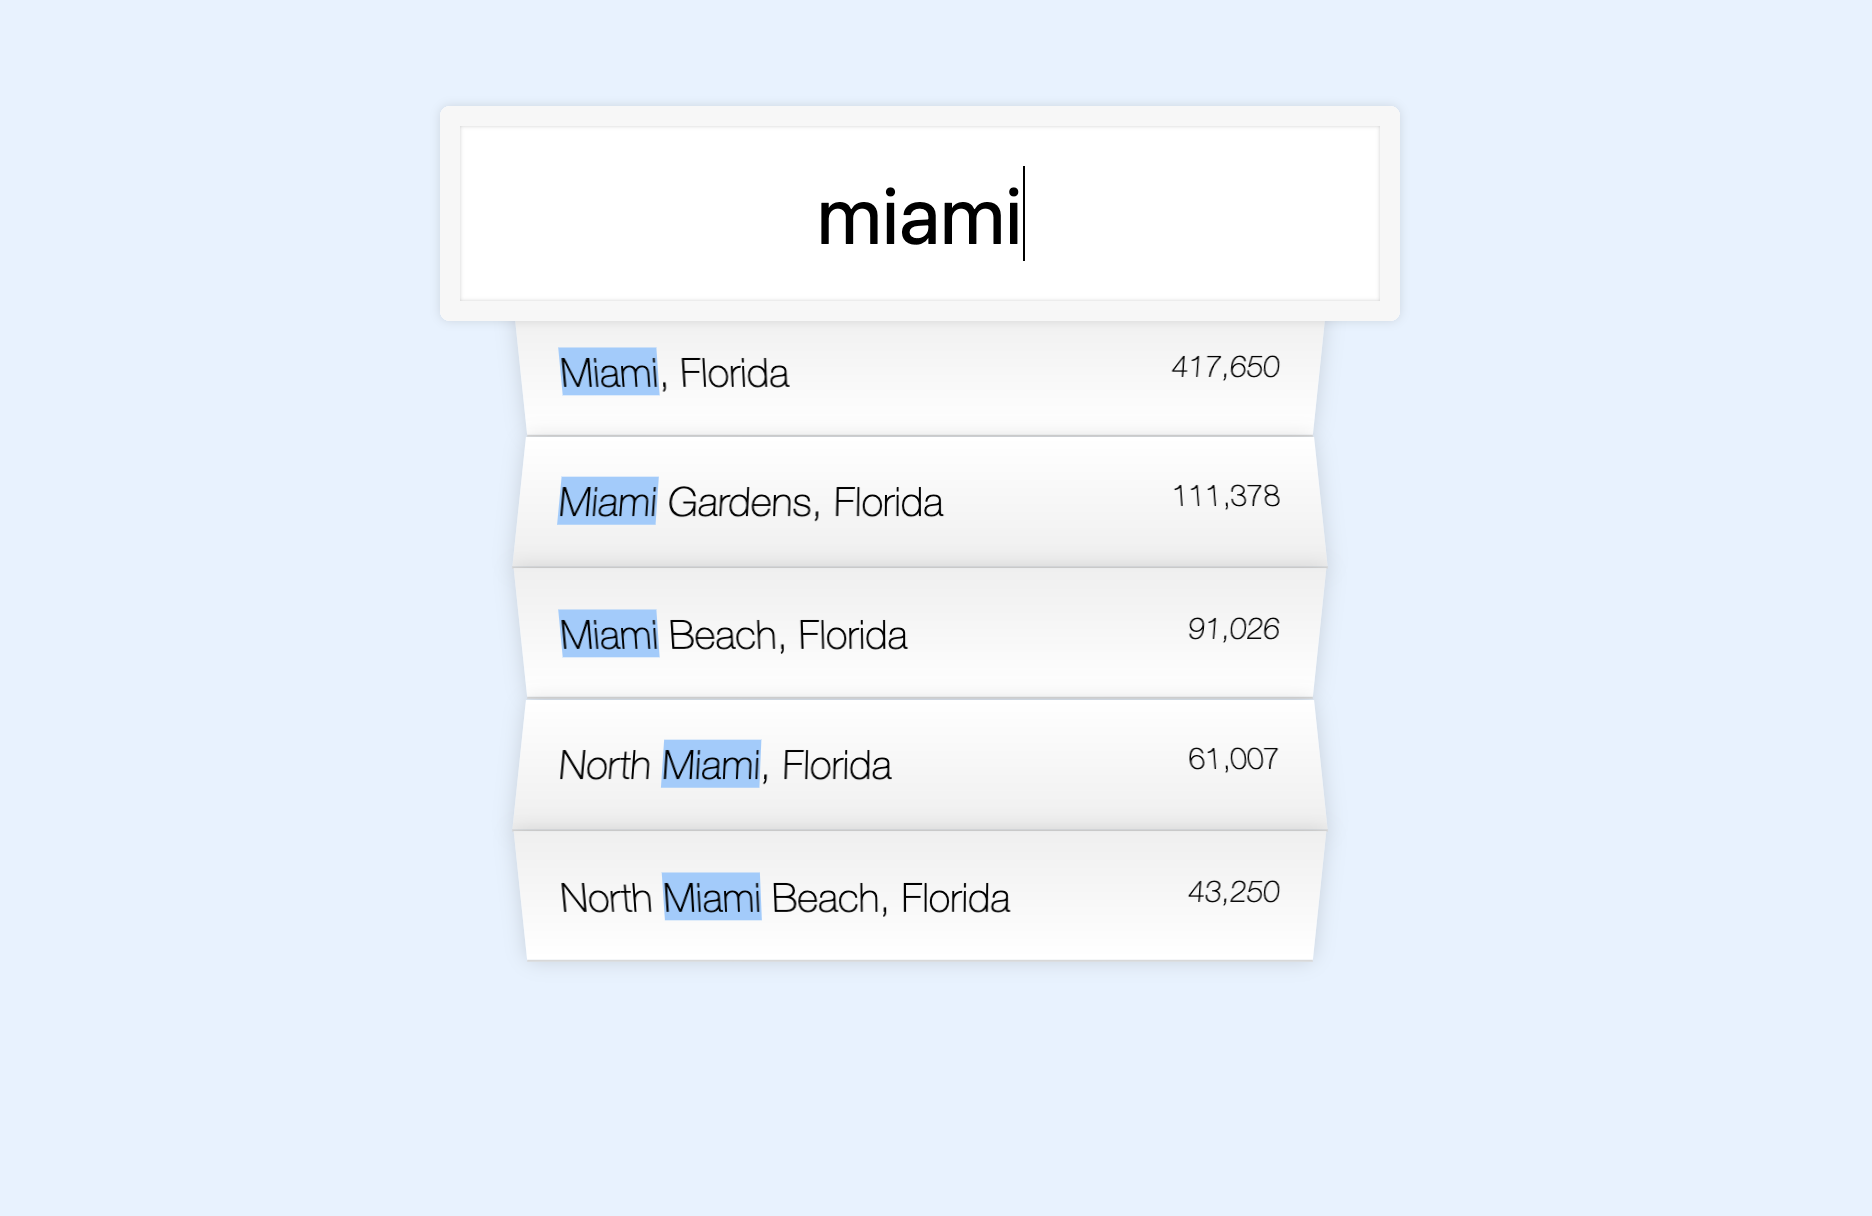 miami
Miami, Florida 417,650
Miami Gardens, Florida 111,378
Miami Beach, Florida 91,026
North Miami, Florida 61,007
North Miami Beach, Florida 43,250